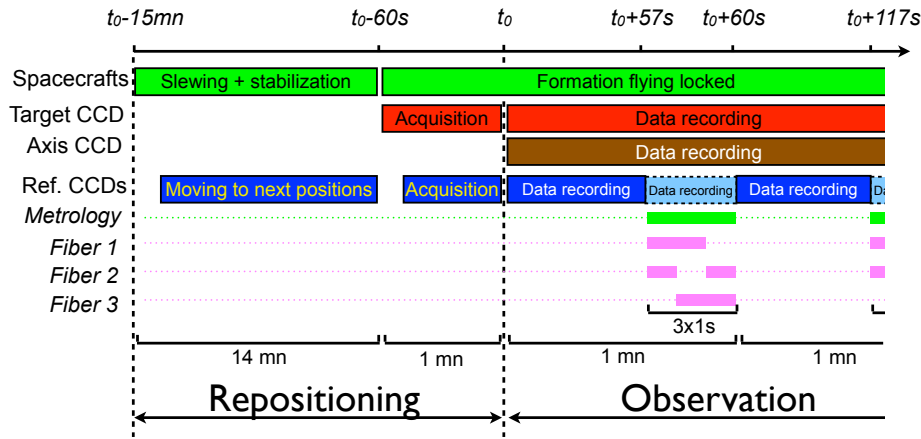 t₀-15mn t₀-60s t₀ t₀+57s t₀+60s t₀+117s
Spacecrafts Slewing + stabilization Formation flying locked
Target CCD Acquisition Data recording
Axis CCD Data recording
Ref. CCDs Moving to next positions Acquisition Data recording Data recording Data recording Da
Metrology
Fiber 1
Fiber 2
Fiber 3
3x1s
14 mn 1 mn 1 mn 1 mn
Repositioning Observation